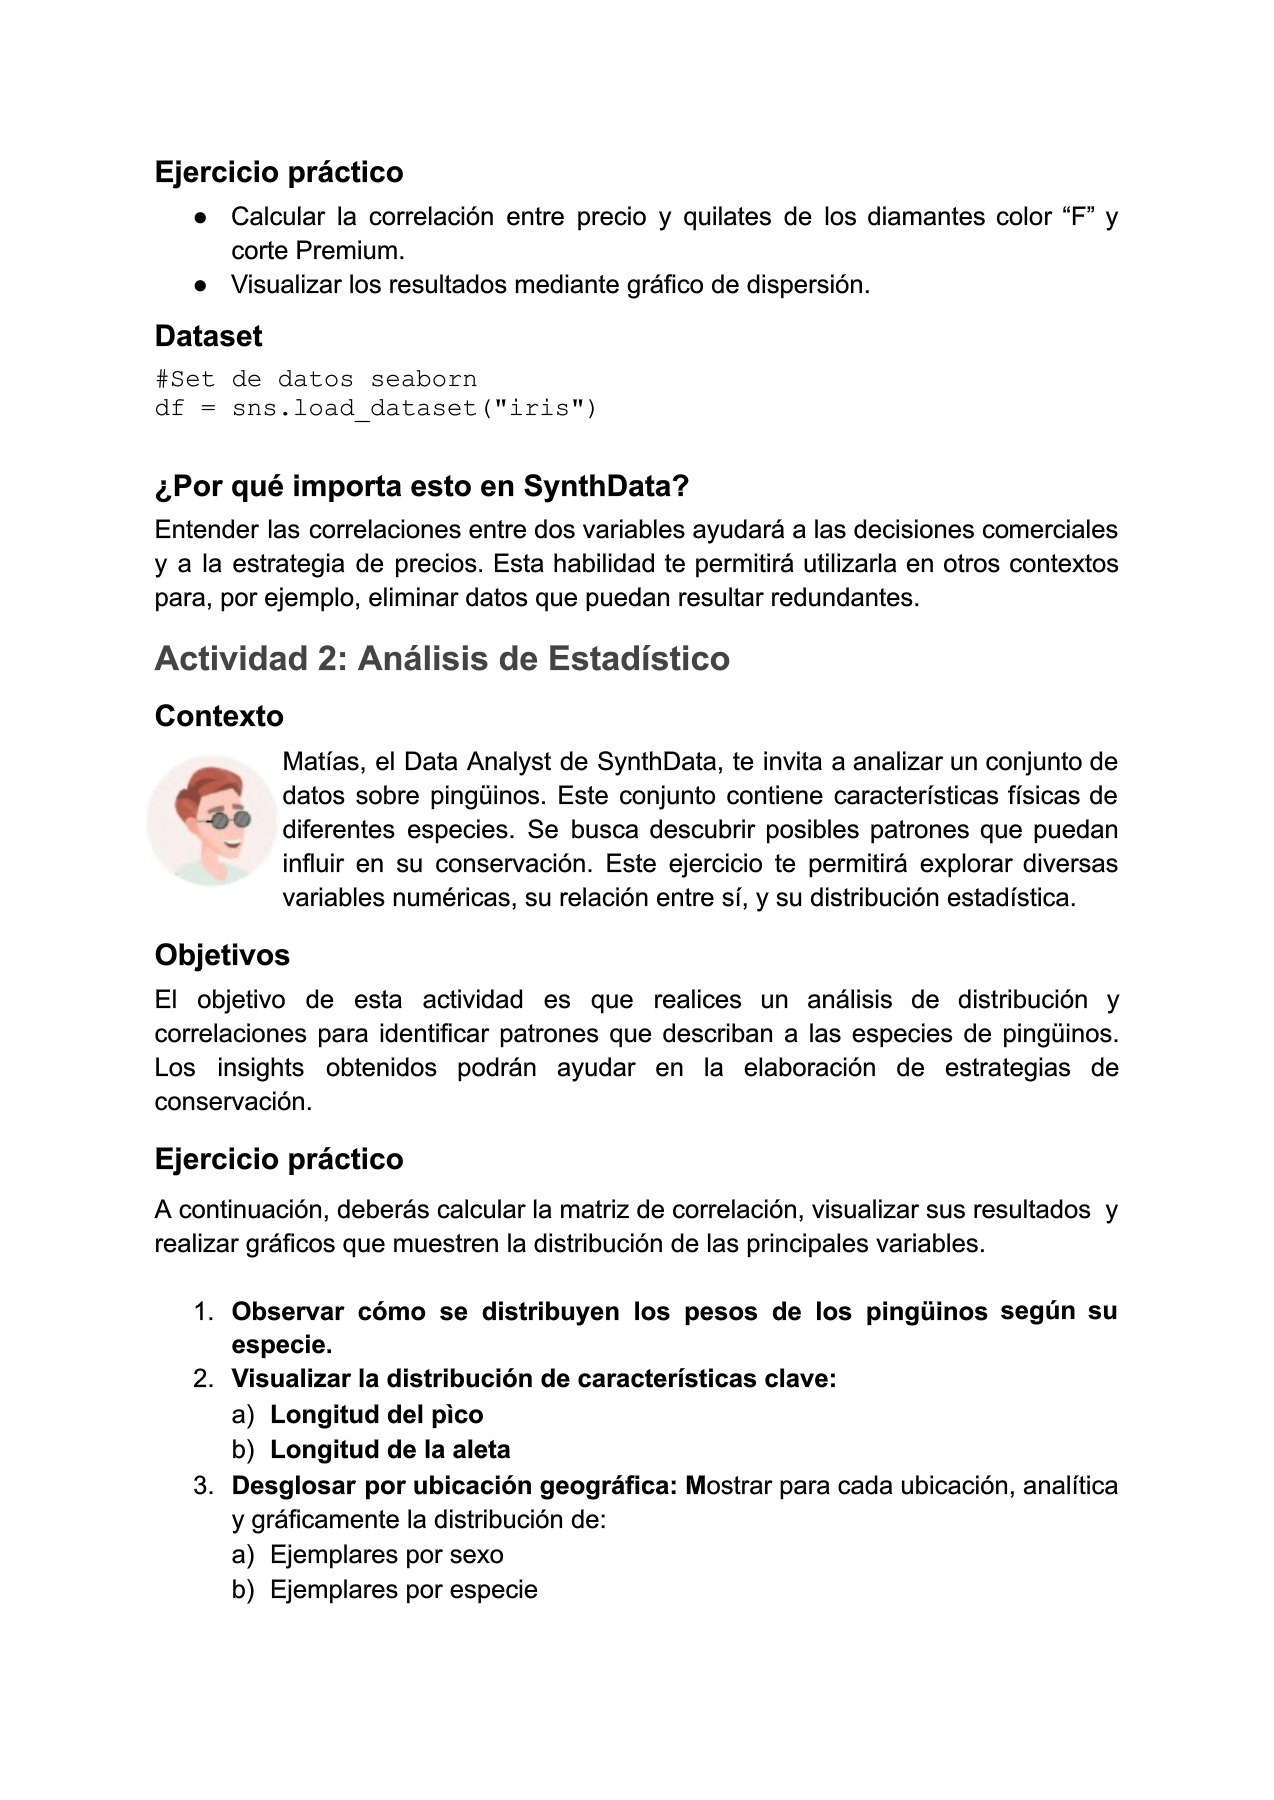 Ejercicio práctico
● Calcular la correlación entre precio y quilates de los diamantes color “F” y
corte Premium.
● Visualizar los resultados mediante gráfico de dispersión.
Dataset
#Set de datos seaborn
df = sns.load_dataset("iris")
¿Por qué importa esto en SynthData?
Entender las correlaciones entre dos variables ayudará a las decisiones comerciales
y a la estrategia de precios. Esta habilidad te permitirá utilizarla en otros contextos
para, por ejemplo, eliminar datos que puedan resultar redundantes.
Actividad 2: Análisis de Estadístico
Contexto
Matías, el Data Analyst de SynthData, te invita a analizar un conjunto de
datos sobre pingüinos. Este conjunto contiene características físicas de
diferentes especies. Se busca descubrir posibles patrones que puedan
influir en su conservación. Este ejercicio te permitirá explorar diversas
variables numéricas, su relación entre sí, y su distribución estadística.
Objetivos
El objetivo de esta actividad es que realices un análisis de distribución y
correlaciones para identificar patrones que describan a las especies de pingüinos.
Los insights obtenidos podrán ayudar en la elaboración de estrategias de
conservación.
Ejercicio práctico
A continuación, deberás calcular la matriz de correlación, visualizar sus resultados y
realizar gráficos que muestren la distribución de las principales variables.
1. Observar cómo se distribuyen los pesos de los pingüinos según su
especie.
2. Visualizar la distribución de características clave:
a) Longitud del pìco
b) Longitud de la aleta
3. Desglosar por ubicación geográfica: Mostrar para cada ubicación, analítica
y gráficamente la distribución de:
a) Ejemplares por sexo
b) Ejemplares por especie